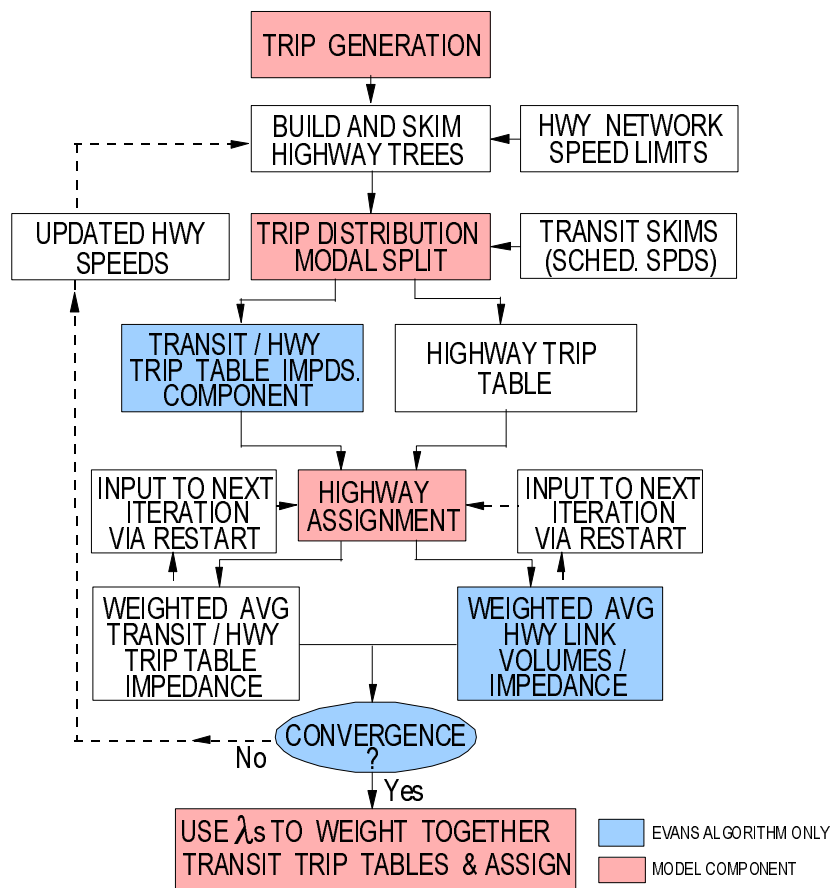 TRIP GENERATION
BUILD AND SKIM
HIGHWAY TREES
HWY NETWORK
SPEED LIMITS
UPDATED HWY
SPEEDS
TRIP DISTRIBUTION
MODAL SPLIT
TRANSIT SKIMS
(SCHED. SPDS)
TRANSIT / HWY
TRIP TABLE IMPDS.
COMPONENT
HIGHWAY TRIP
TABLE
INPUT TO NEXT
ITERATION
VIA RESTART
HIGHWAY
ASSIGNMENT
INPUT TO NEXT
ITERATION
VIA RESTART
WEIGHTED AVG
TRANSIT / HWY
TRIP TABLE
IMPEDANCE
WEIGHTED AVG
HWY LINK
VOLUMES /
IMPEDANCE
CONVERGENCE
?
No
Yes
USE λs TO WEIGHT TOGETHER
TRANSIT TRIP TABLES & ASSIGN
EVANS ALGORITHM ONLY
MODEL COMPONENT